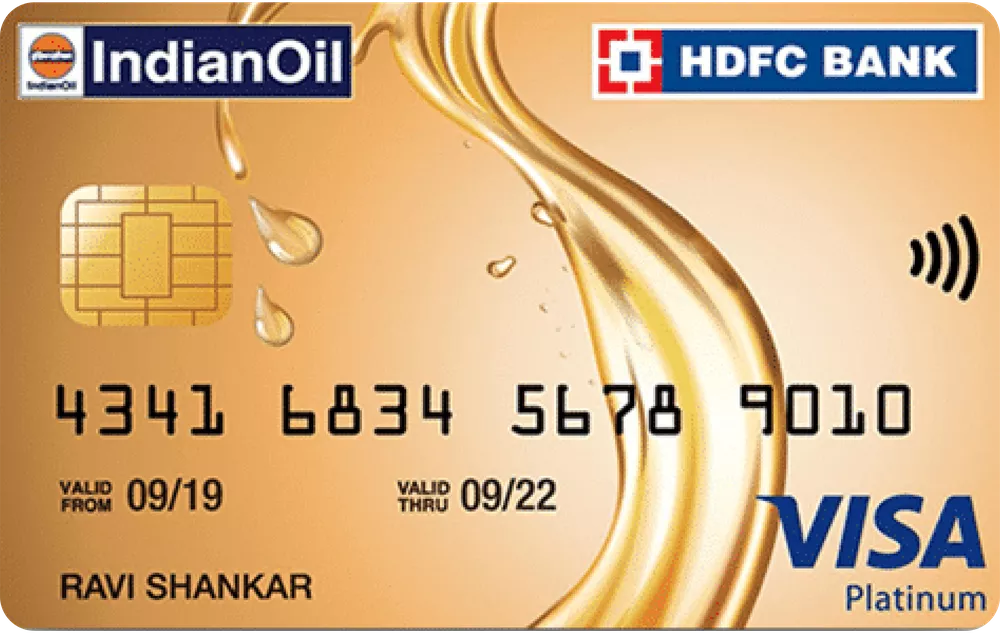 IndianOil
IndianOil
HDFC BANK
4341 6834 5678 9010
VALID FROM 09/19
VALID THRU 09/22
RAVI SHANKAR
VISA
Platinum